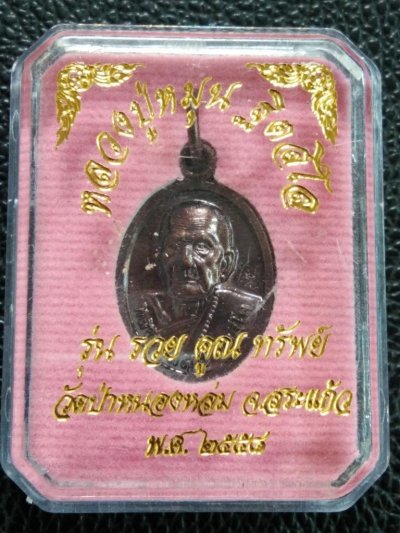 หลวงปู่หมุน ฐิตสีโล
รุ่น รวย คูณ ทรัพย์
วัดป่าหนองหล่ม จ.สระแก้ว
พ.ศ. ๒๕๕๘